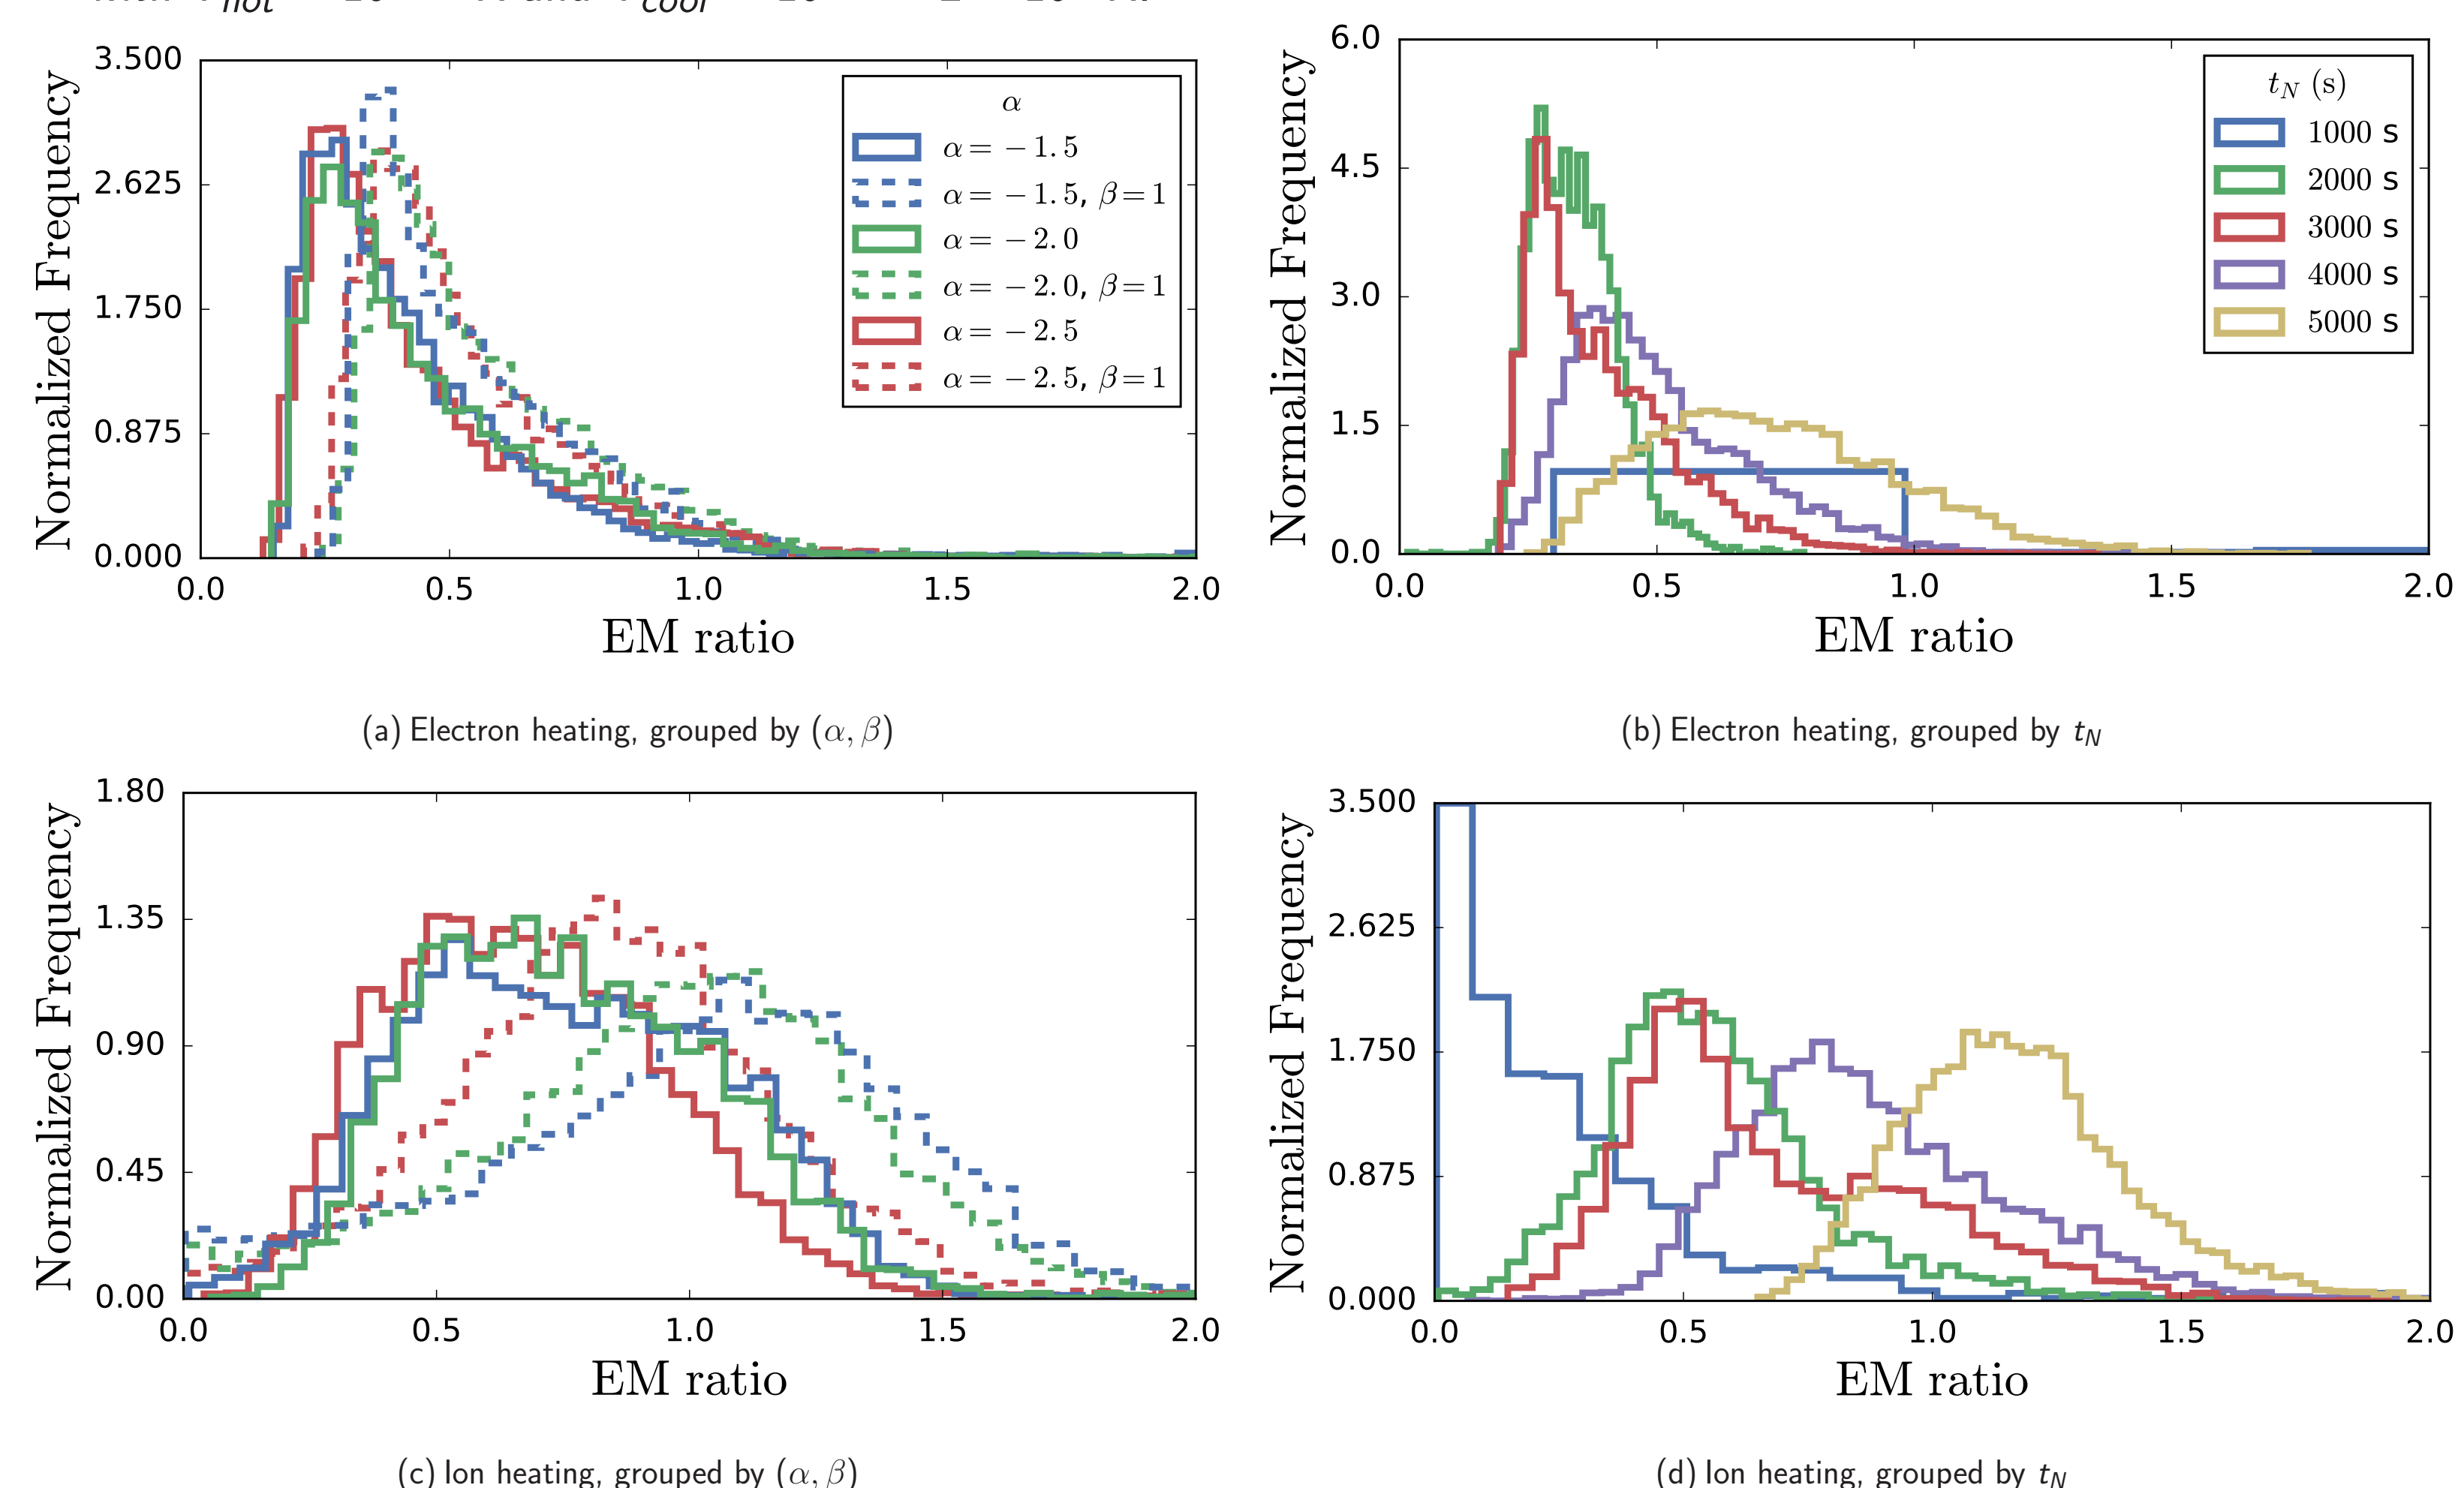 3.500
2.625
1.750
0.875
0.000
Normalized Frequency
0.0 0.5 1.0 1.5 2.0
EM ratio
α
α = −1.5
α = −1.5, β = 1
α = −2.0
α = −2.0, β = 1
α = −2.5
α = −2.5, β = 1
(a) Electron heating, grouped by (α, β)
6.0
4.5
3.0
1.5
0.0
Normalized Frequency
0.0 0.5 1.0 1.5 2.0
EM ratio
t_N (s)
1000 s
2000 s
3000 s
4000 s
5000 s
(b) Electron heating, grouped by t_N
1.80
1.35
0.90
0.45
0.00
Normalized Frequency
0.0 0.5 1.0 1.5 2.0
EM ratio
(c) Ion heating, grouped by (α, β)
3.500
2.625
1.750
0.875
0.000
Normalized Frequency
0.0 0.5 1.0 1.5 2.0
EM ratio
(d) Ion heating, grouped by t_N